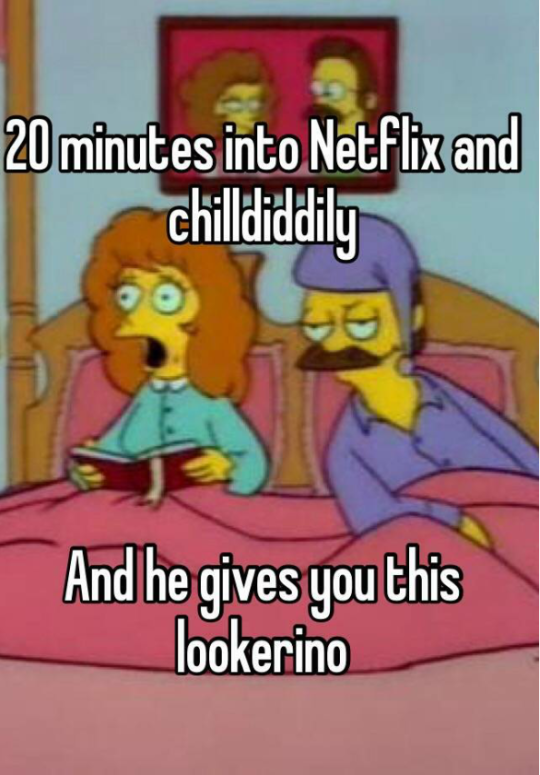 20 minutes into Netflix and
chilldiddily
And he gives you this
lookerino